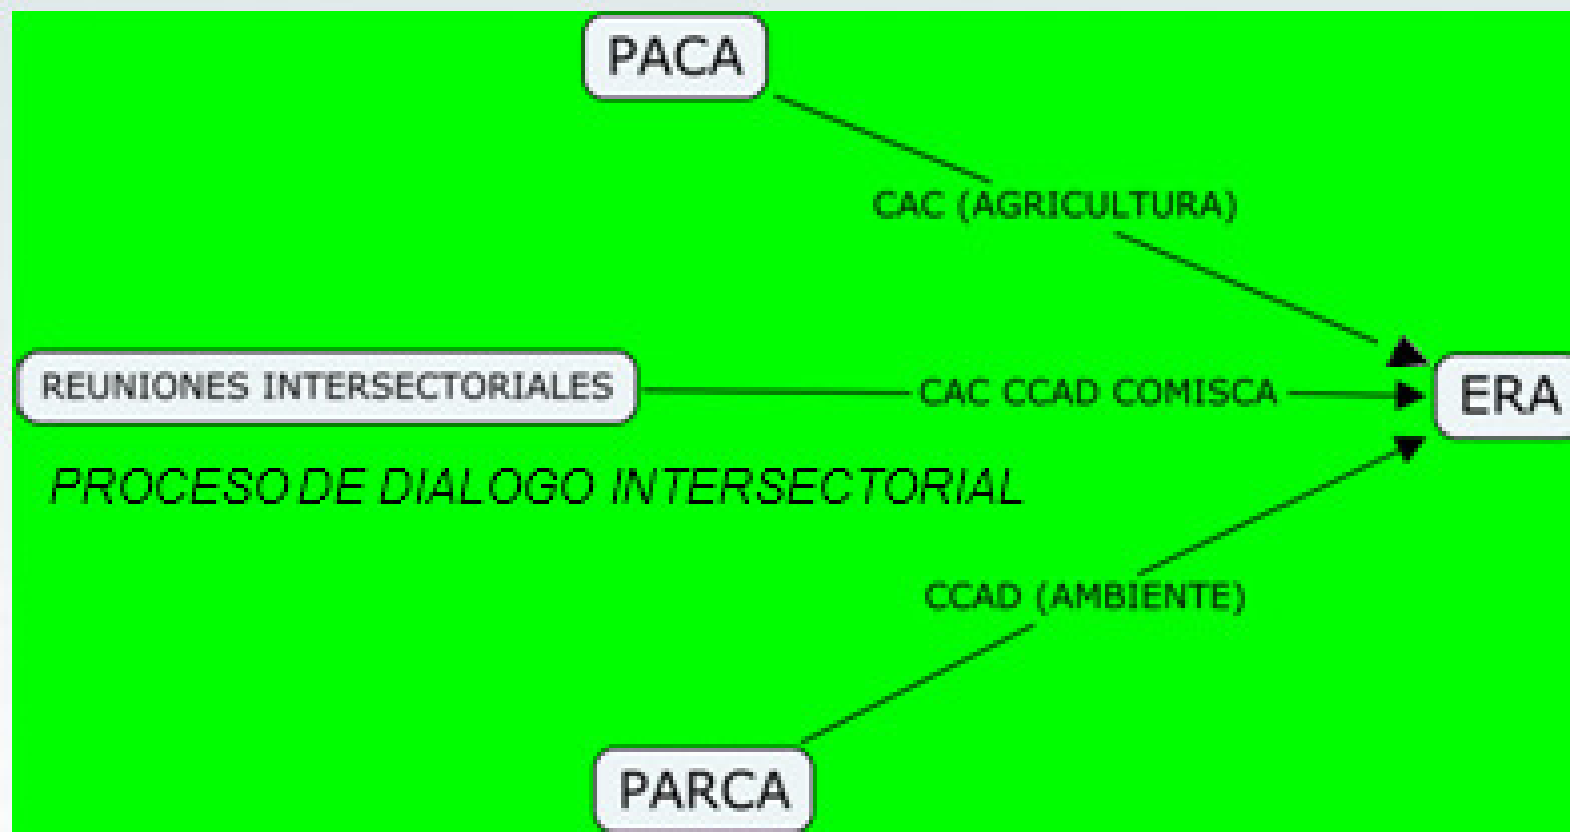 PACA
CAC (AGRICULTURA)
REUNIONES INTERSECTORIALES
CAC CCAD COMISCA
ERA
PROCESO DE DIALOGO INTERSECTORIAL
CCAD (AMBIENTE)
PARCA